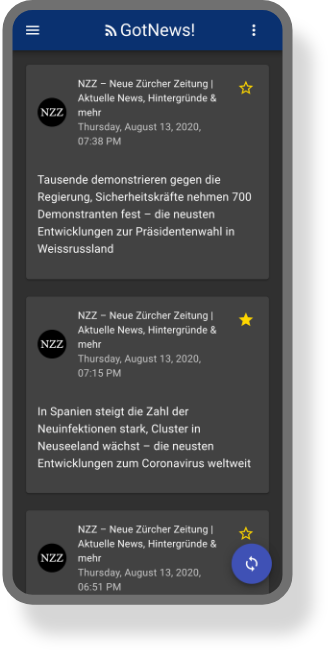 GotNews!
NZZ – Neue Zürcher Zeitung |
Aktuelle News, Hintergründe &
mehr
NZZ
Thursday, August 13, 2020,
07:38 PM
Tausende demonstrieren gegen die
Regierung, Sicherheitskräfte nehmen 700
Demonstranten fest – die neusten
Entwicklungen zur Präsidentenwahl in
Weissrussland
NZZ – Neue Zürcher Zeitung |
Aktuelle News, Hintergründe &
mehr
NZZ
Thursday, August 13, 2020,
07:15 PM
In Spanien steigt die Zahl der
Neuinfektionen stark, Cluster in
Neuseeland wächst – die neusten
Entwicklungen zum Coronavirus weltweit
NZZ – Neue Zürcher Zeitung |
Aktuelle News, Hintergründe &
mehr
NZZ
Thursday, August 13, 2020,
06:51 PM